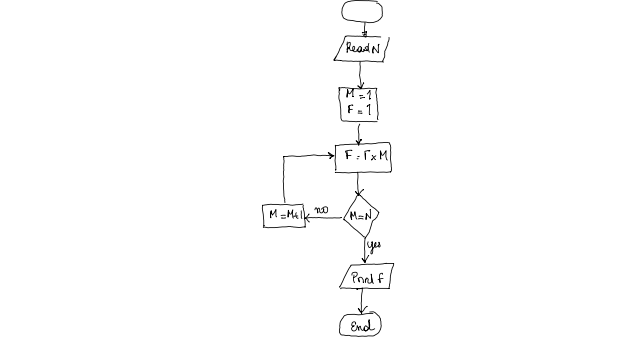 Read N
M = 1
F = 1
F = F x M
M = M+1
no
M = N
yes
Print F
End